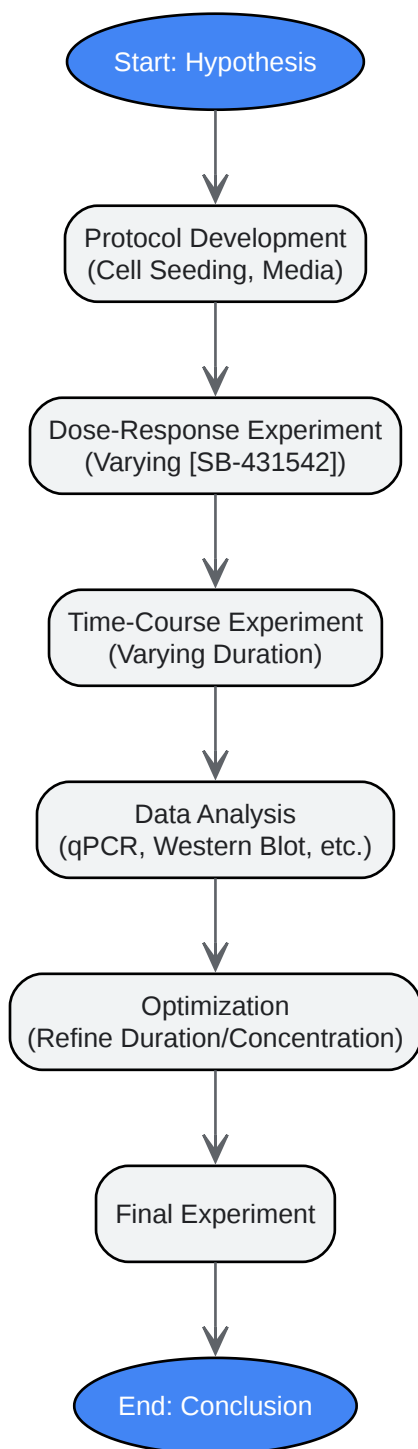 Start: Hypothesis
Protocol Development
(Cell Seeding, Media)
Dose-Response Experiment
(Varying [SB-431542])
Time-Course Experiment
(Varying Duration)
Data Analysis
(qPCR, Western Blot, etc.)
Optimization
(Refine Duration/Concentration)
Final Experiment
End: Conclusion